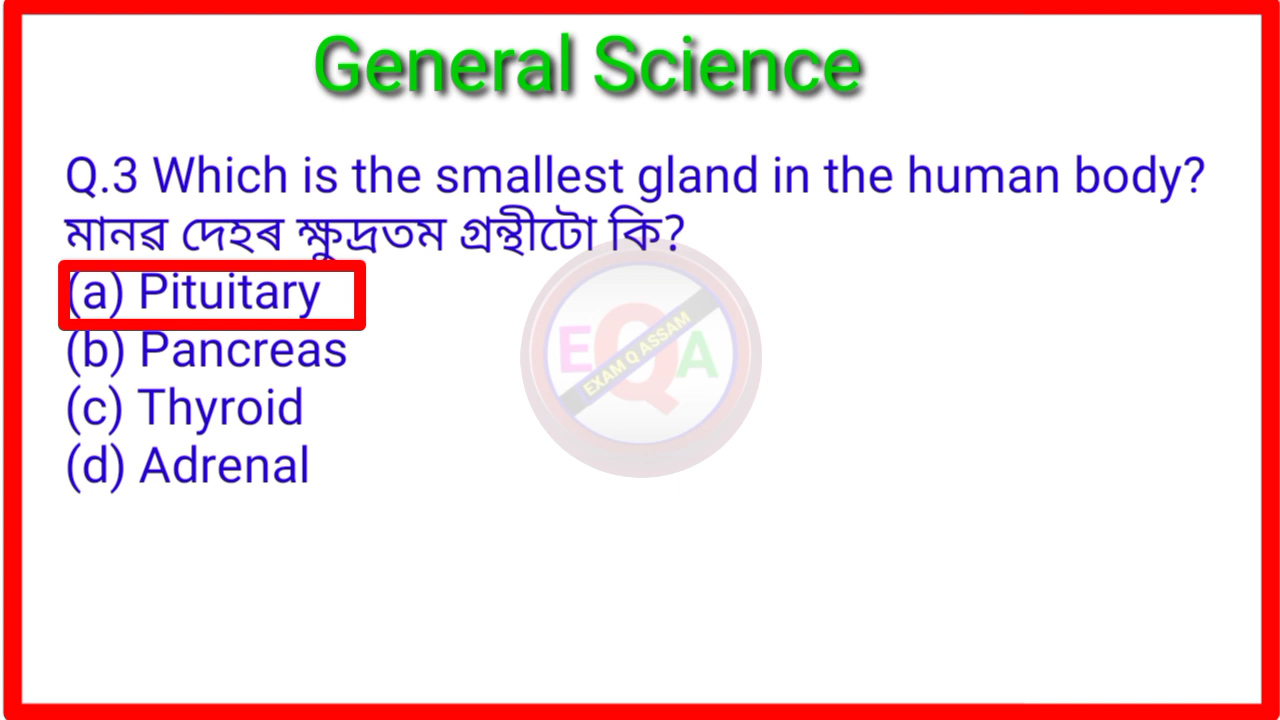 General Science
Q.3 Which is the smallest gland in the human body?
মানৱ দেহৰ ক্ষুদ্ৰতম গ্ৰন্থীটো কি?
(a) Pituitary
(b) Pancreas
(c) Thyroid
(d) Adrenal
EQA
EXAM Q ASSAM